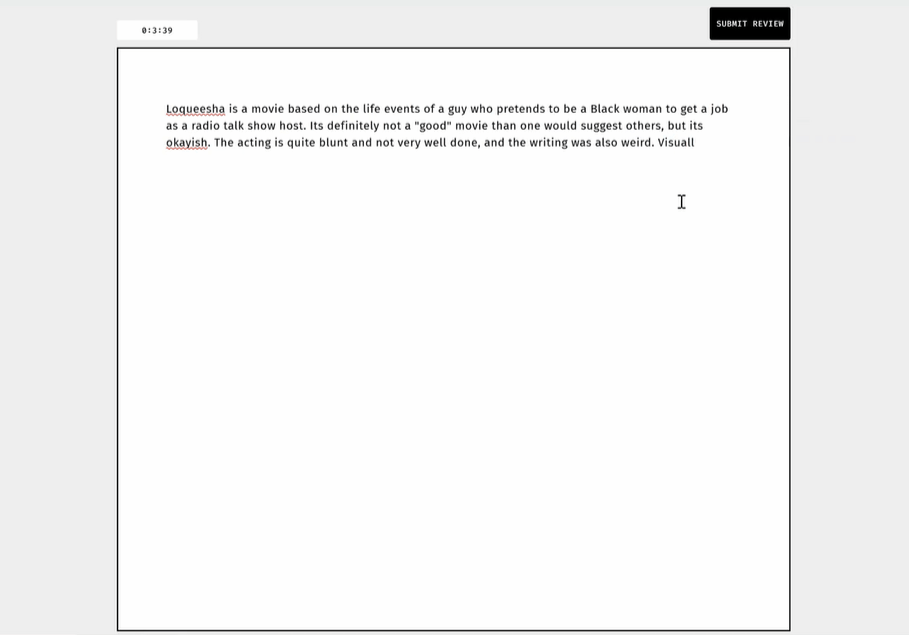 0:3:39
SUBMIT REVIEW
Loqueesha is a movie based on the life events of a guy who pretends to be a Black woman to get a job
as a radio talk show host. Its definitely not a "good" movie than one would suggest others, but its
okayish. The acting is quite blunt and not very well done, and the writing was also weird. Visuall